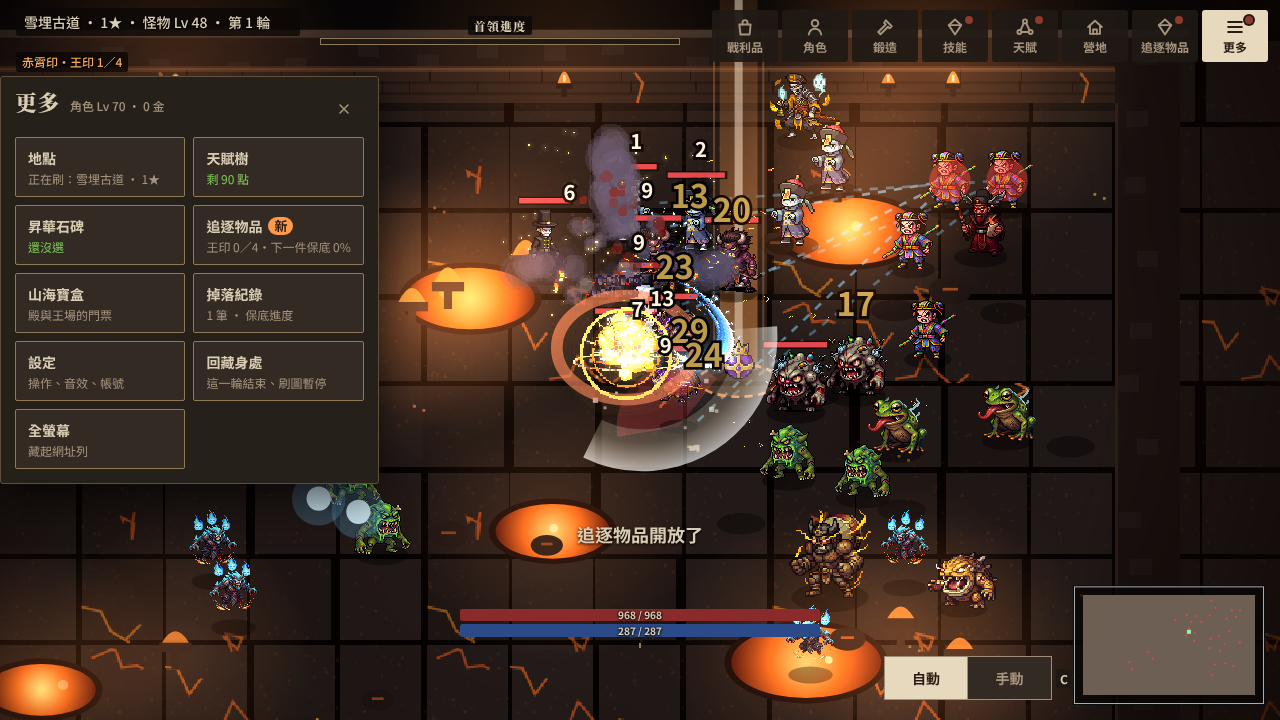 雪埋古道 · 1★ · 怪物 Lv 48 · 第 1 輪
赤霄印·王印 1／4
首領進度
戰利品
角色
鍛造
技能
天賦
營地
追逐物品
更多
更多 角色 Lv 70 · 0 金
地點
正在刷：雪埋古道 · 1★
天賦樹
剩 90 點
昇華石碑
還沒選
追逐物品 新
王印 0／4·下一件保底 0%
山海寶盒
殿與王場的門票
掉落紀錄
1 筆 · 保底進度
設定
操作、音效、帳號
回藏身處
這一輪結束、刷圖暫停
全螢幕
藏起網址列
1
2
6
9
13
20
9
23
13
7
17
29
9
24
追逐物品開放了
968 / 968
287 / 287
自動
手動
C